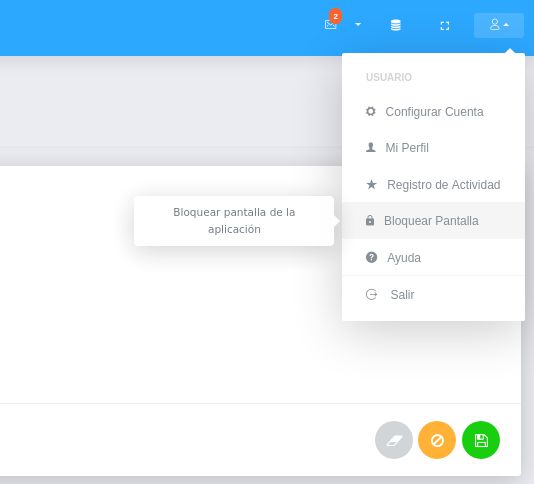 2
USUARIO
Configurar Cuenta
Mi Perfil
Registro de Actividad
Bloquear pantalla de la
aplicación
Bloquear Pantalla
Ayuda
Salir